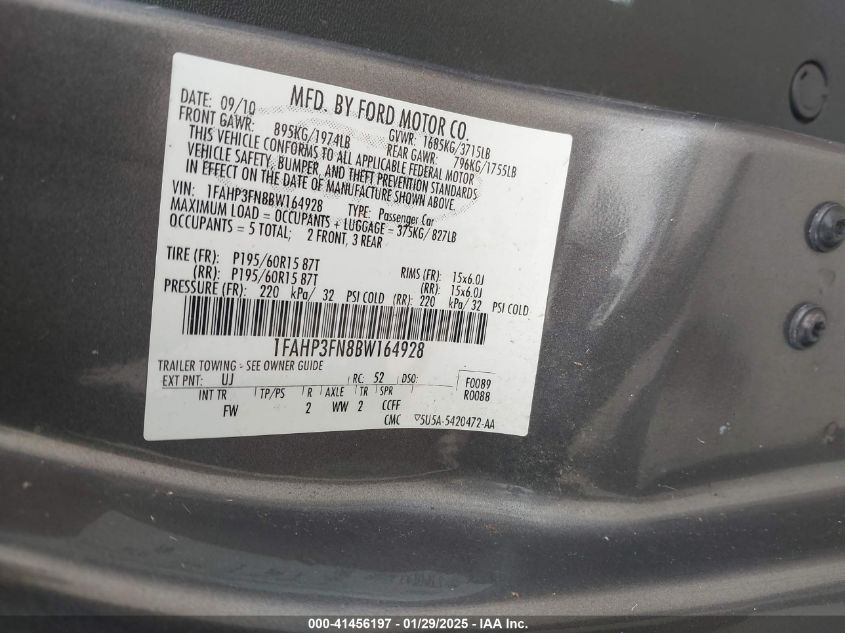 MFD. BY FORD MOTOR CO.
DATE: 09/10 GVWR: 1685KG/3715LB
FRONT GAWR: 895KG/1974LB REAR GAWR: 796KG/1755LB
THIS VEHICLE CONFORMS TO ALL APPLICABLE FEDERAL MOTOR
VEHICLE SAFETY, BUMPER, AND THEFT PREVENTION STANDARDS
IN EFFECT ON THE DATE OF MANUFACTURE SHOWN ABOVE.
VIN: 1FAHP3FN8BW164928 TYPE: Passenger Car
MAXIMUM LOAD = OCCUPANTS + LUGGAGE = 375KG/827LB
OCCUPANTS = 5 TOTAL; 2 FRONT, 3 REAR
TIRE (FR): P195/60R15 87T RIMS (FR): 15x6.0J
(RR): P195/60R15 87T (RR): 15x6.0J
PRESSURE (FR): 220 kPa/ 32 PSI COLD (RR): 220 kPa/ 32 PSI COLD
1FAHP3FN8BW164928
TRAILER TOWING - SEE OWNER GUIDE
EXT PNT: UJ RC: 52 DSO: F0089
R0088
INT TR TP/PS R AXLE TR SPR
FW 2 WW 2 CCFF
CMC 5U5A-5420472-AA
000-41456197 - 01/29/2025 - IAA Inc.